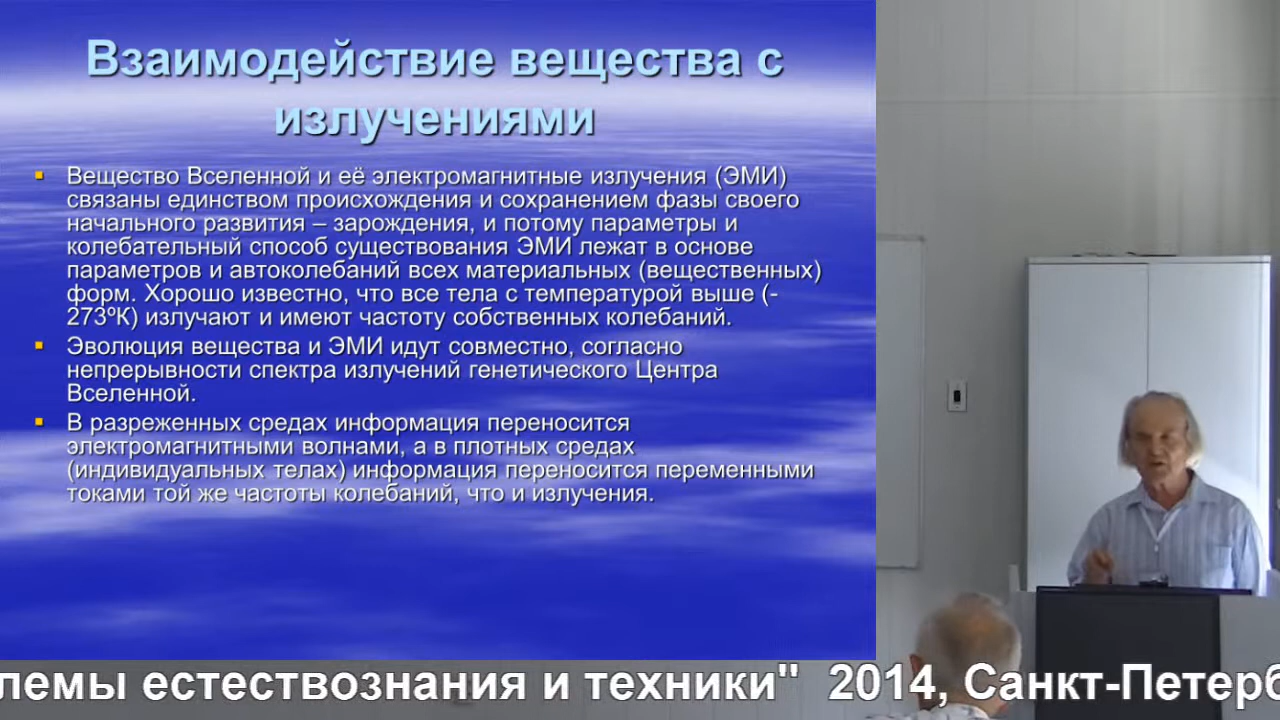 Взаимодействие вещества с
излучениями
Вещество Вселенной и её электромагнитные излучения (ЭМИ)
связаны единством происхождения и сохранением фазы своего
начального развития – зарождения, и потому параметры и
колебательный способ существования ЭМИ лежат в основе
параметров и автоколебаний всех материальных (вещественных)
форм. Хорошо известно, что все тела с температурой выше (-
273ºК) излучают и имеют частоту собственных колебаний.
Эволюция вещества и ЭМИ идут совместно, согласно
непрерывности спектра излучений генетического Центра
Вселенной.
В разреженных средах информация переносится
электромагнитными волнами, а в плотных средах
(индивидуальных телах) информация переносится переменными
токами той же частоты колебаний, что и излучения.
лемы естествознания и техники" 2014, Санкт-Петерб